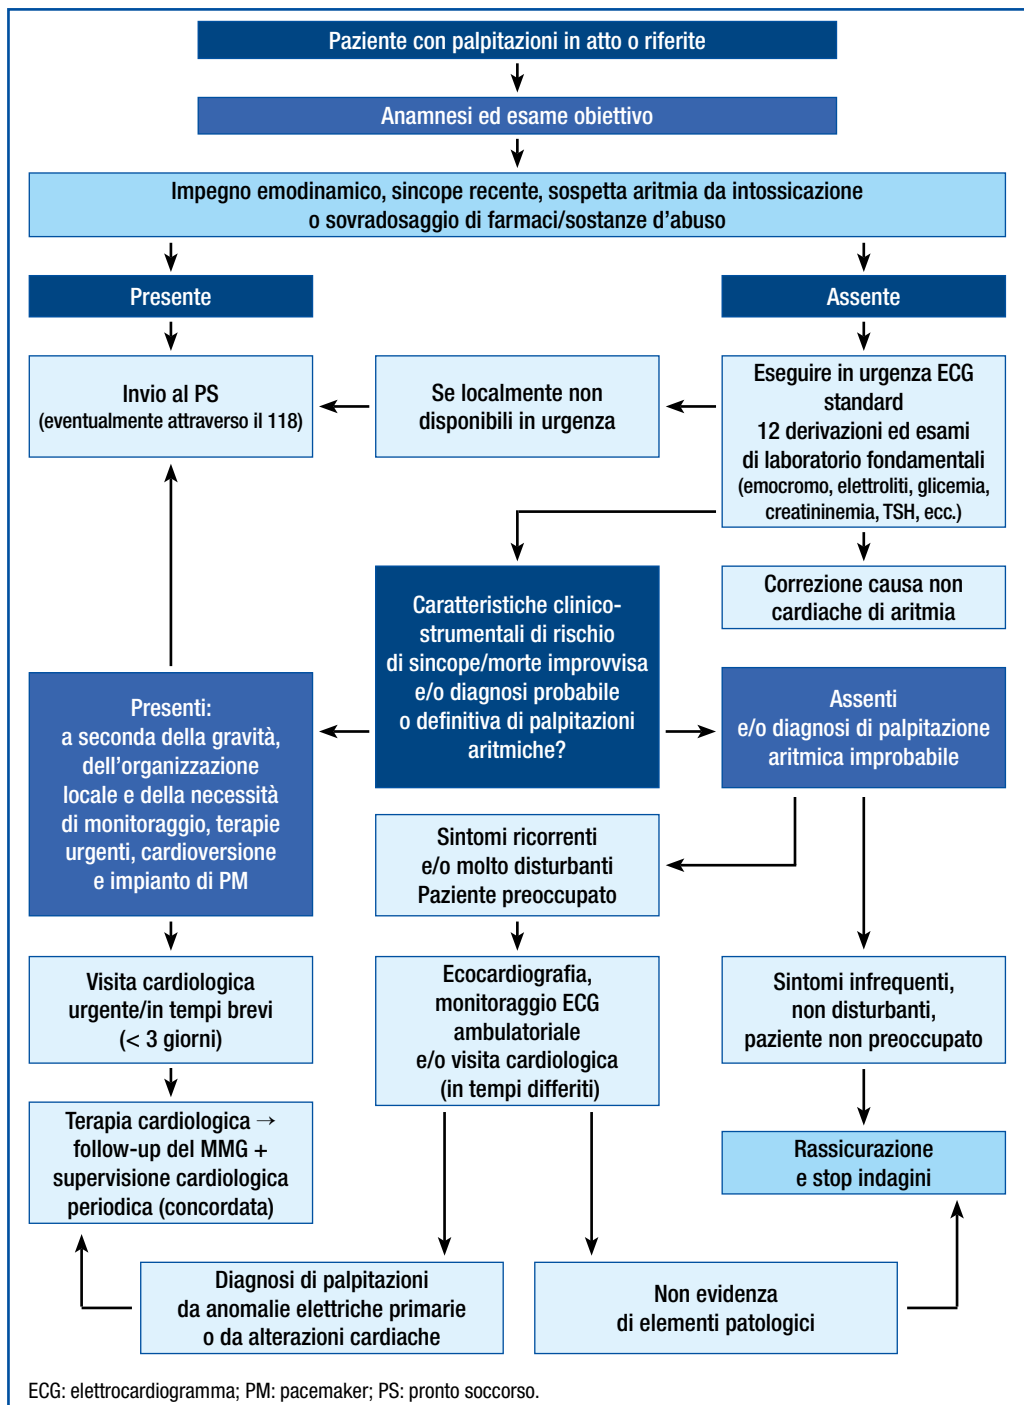 Paziente con palpitazioni in atto o riferite
Anamnesi ed esame obiettivo
Impegno emodinamico, sincope recente, sospetta aritmia da intossicazione
o sovradosaggio di farmaci/sostanze d'abuso
Presente
Assente
Invio al PS
(eventualmente attraverso il 118)
Se localmente non
disponibili in urgenza
Eseguire in urgenza ECG
standard
12 derivazioni ed esami
di laboratorio fondamentali
(emocromo, elettroliti, glicemia,
creatininemia, TSH, ecc.)
Correzione causa non
cardiache di aritmia
Caratteristiche clinico-
strumentali di rischio
di sincope/morte improvvisa
e/o diagnosi probabile
o definitiva di palpitazioni
aritmiche?
Presenti:
a seconda della gravità,
dell'organizzazione
locale e della necessità
di monitoraggio, terapie
urgenti, cardioversione
e impianto di PM
Assenti
e/o diagnosi di palpitazione
aritmica improbabile
Sintomi ricorrenti
e/o molto disturbanti
Paziente preoccupato
Visita cardiologica
urgente/in tempi brevi
(< 3 giorni)
Ecocardiografia,
monitoraggio ECG
ambulatoriale
e/o visita cardiologica
(in tempi differiti)
Sintomi infrequenti,
non disturbanti,
paziente non preoccupato
Terapia cardiologica →
follow-up del MMG +
supervisione cardiologica
periodica (concordata)
Rassicurazione
e stop indagini
Diagnosi di palpitazioni
da anomalie elettriche primarie
o da alterazioni cardiache
Non evidenza
di elementi patologici
ECG: elettrocardiogramma; PM: pacemaker; PS: pronto soccorso.